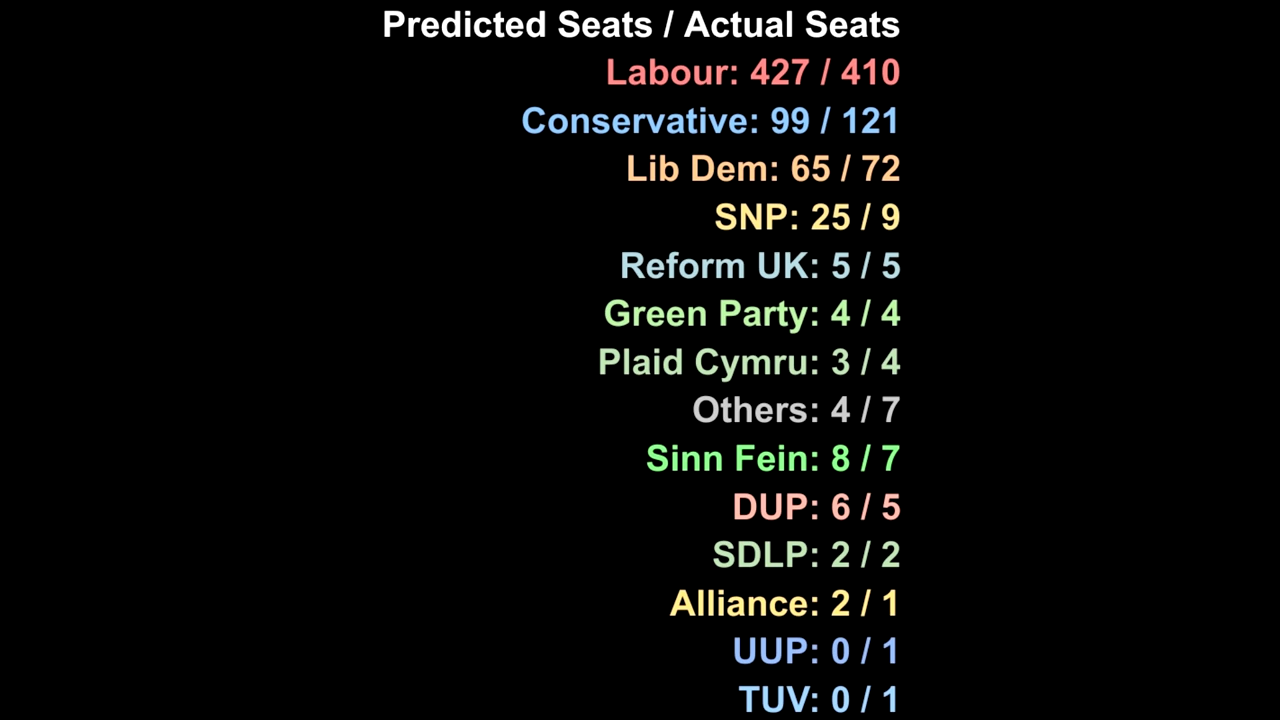 Predicted Seats / Actual Seats
Labour: 427 / 410
Conservative: 99 / 121
Lib Dem: 65 / 72
SNP: 25 / 9
Reform UK: 5 / 5
Green Party: 4 / 4
Plaid Cymru: 3 / 4
Others: 4 / 7
Sinn Fein: 8 / 7
DUP: 6 / 5
SDLP: 2 / 2
Alliance: 2 / 1
UUP: 0 / 1
TUV: 0 / 1